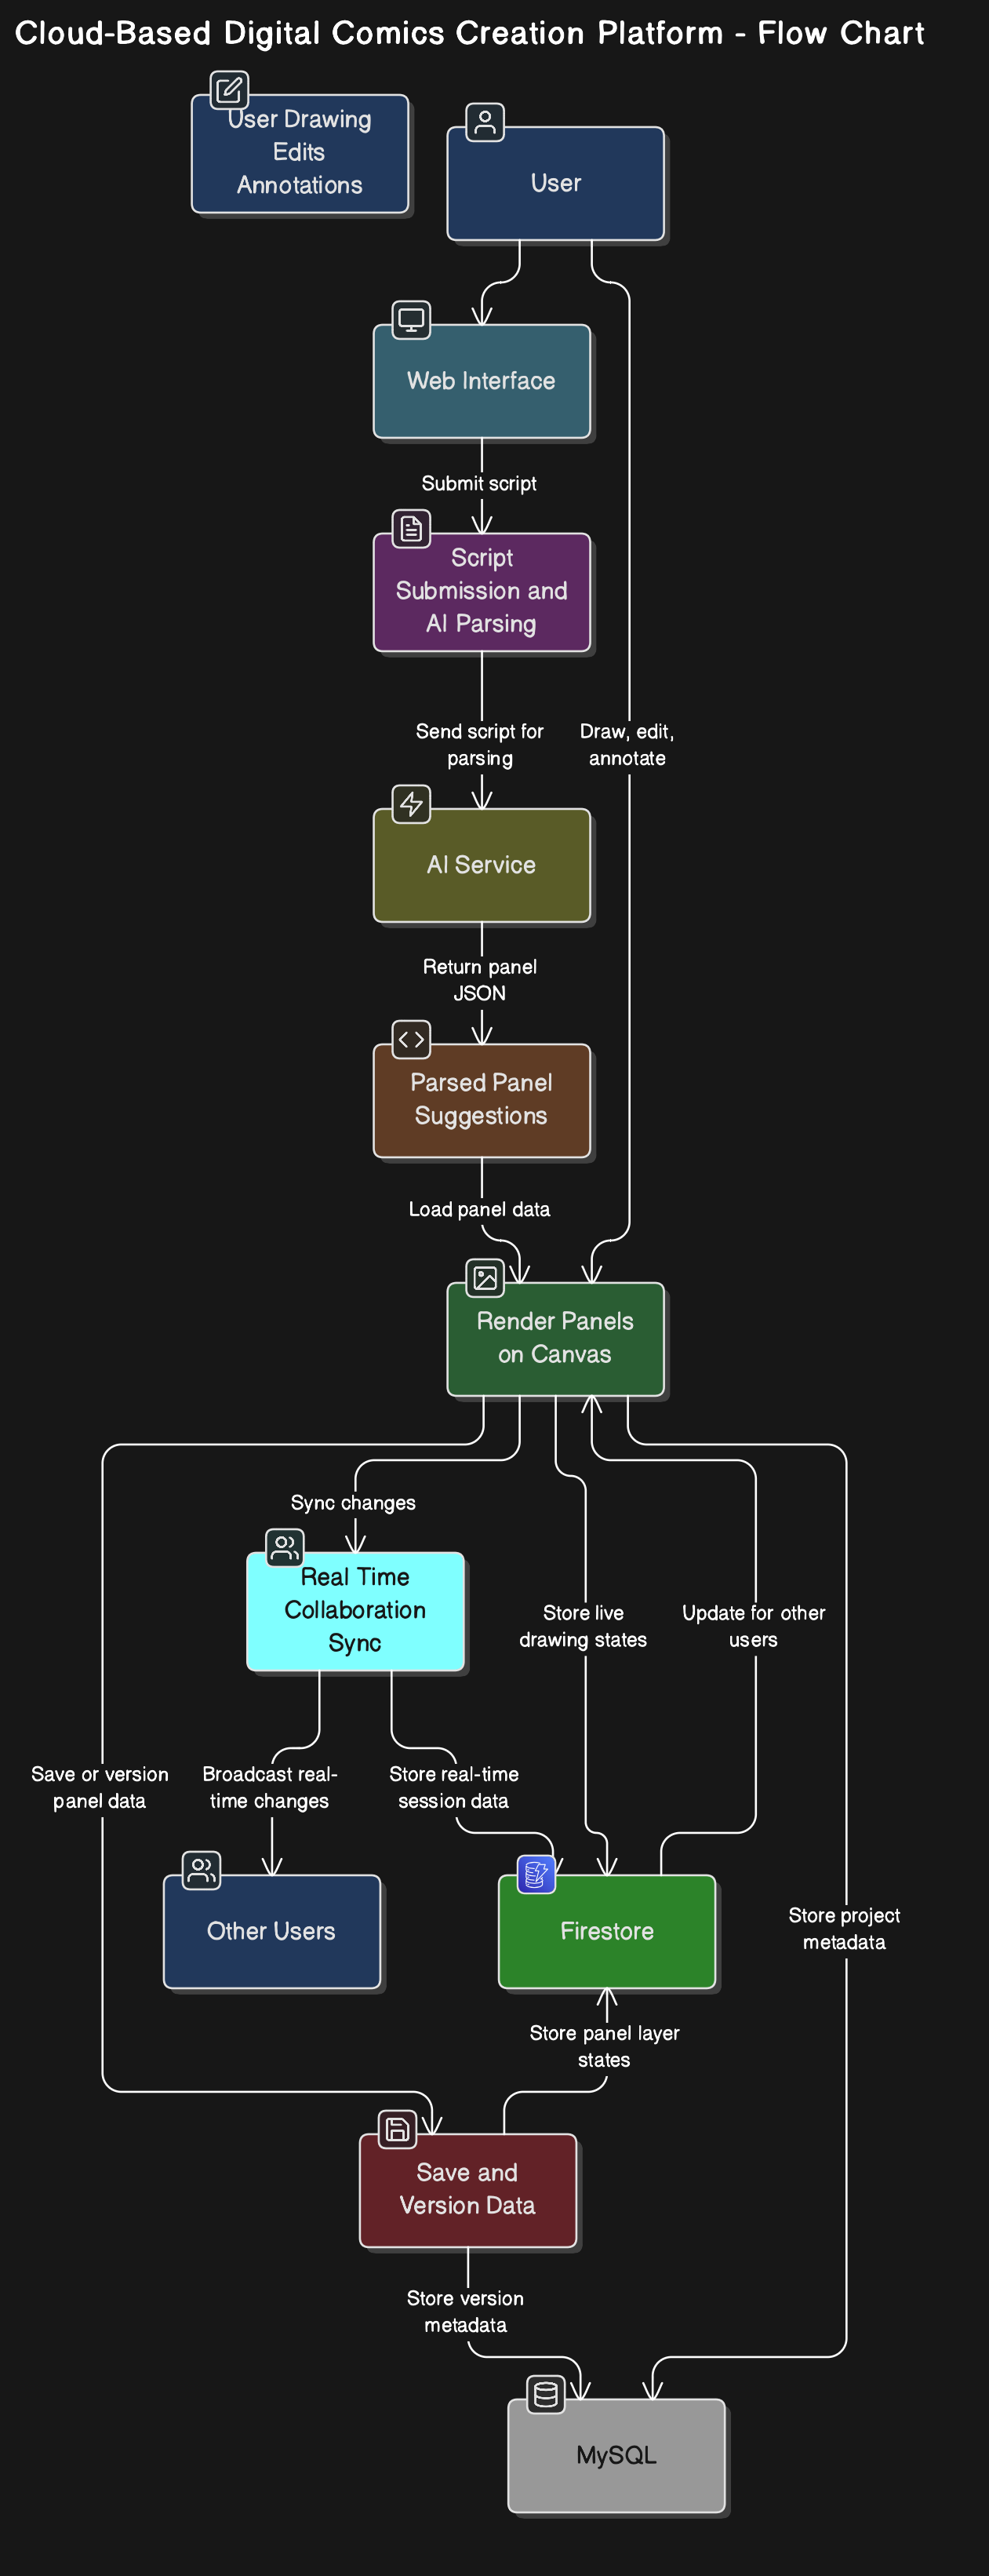 Cloud-Based Digital Comics Creation Platform - Flow Chart
User Drawing
Edits
Annotations
User
Web Interface
Submit script
Script
Submission and
AI Parsing
Send script for
parsing
Draw, edit,
annotate
AI Service
Return panel
JSON
Parsed Panel
Suggestions
Load panel data
Render Panels
on Canvas
Sync changes
Real Time
Collaboration
Sync
Store live
drawing states
Update for other
users
Save or version
panel data
Broadcast real-
time changes
Store real-time
session data
Other Users
Firestore
Store project
metadata
Store panel layer
states
Save and
Version Data
Store version
metadata
MySQL